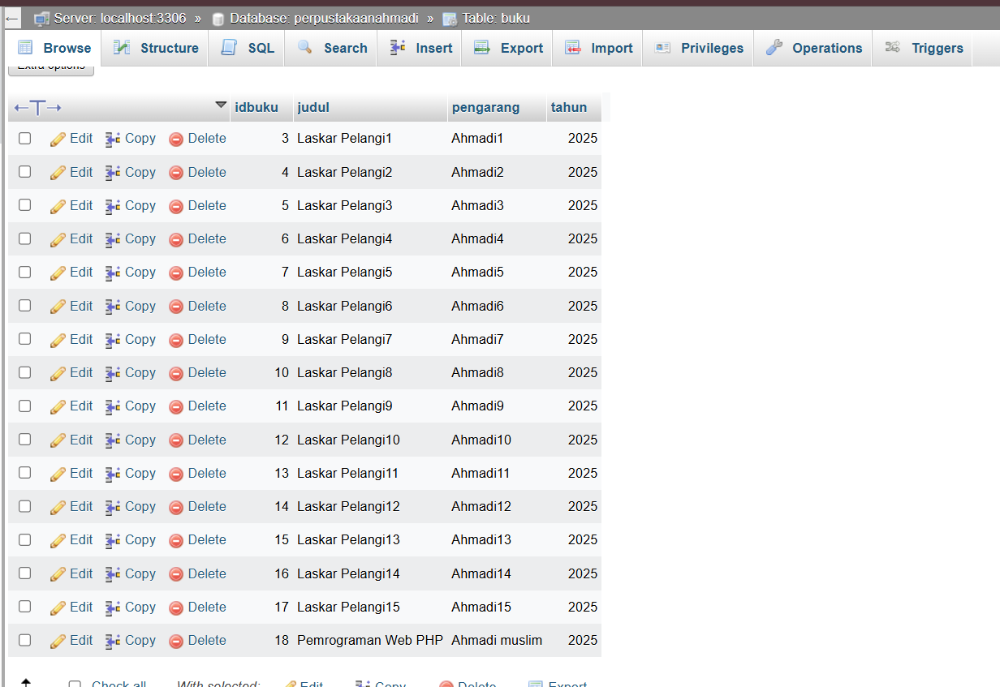 ← Server: localhost:3306 » Database: perpustakaanahmadi » Table: buku
Browse Structure SQL Search Insert Export Import Privileges Operations Triggers
Extra options
←T→ idbuku judul pengarang tahun
Edit Copy Delete 3 Laskar Pelangi1 Ahmadi1 2025
Edit Copy Delete 4 Laskar Pelangi2 Ahmadi2 2025
Edit Copy Delete 5 Laskar Pelangi3 Ahmadi3 2025
Edit Copy Delete 6 Laskar Pelangi4 Ahmadi4 2025
Edit Copy Delete 7 Laskar Pelangi5 Ahmadi5 2025
Edit Copy Delete 8 Laskar Pelangi6 Ahmadi6 2025
Edit Copy Delete 9 Laskar Pelangi7 Ahmadi7 2025
Edit Copy Delete 10 Laskar Pelangi8 Ahmadi8 2025
Edit Copy Delete 11 Laskar Pelangi9 Ahmadi9 2025
Edit Copy Delete 12 Laskar Pelangi10 Ahmadi10 2025
Edit Copy Delete 13 Laskar Pelangi11 Ahmadi11 2025
Edit Copy Delete 14 Laskar Pelangi12 Ahmadi12 2025
Edit Copy Delete 15 Laskar Pelangi13 Ahmadi13 2025
Edit Copy Delete 16 Laskar Pelangi14 Ahmadi14 2025
Edit Copy Delete 17 Laskar Pelangi15 Ahmadi15 2025
Edit Copy Delete 18 Pemrograman Web PHP Ahmadi muslim 2025
Check all With selected: Edit Copy Delete Export